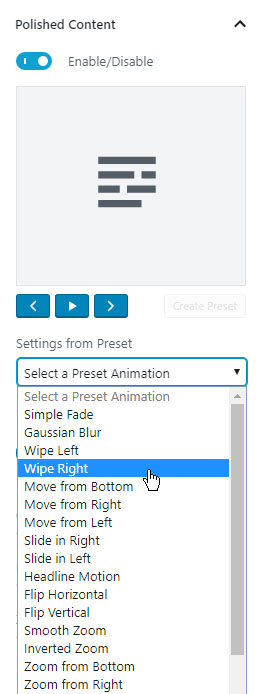 Polished Content
Enable/Disable
Create Preset
Settings from Preset
Select a Preset Animation
Select a Preset Animation
Simple Fade
Gaussian Blur
Wipe Left
Wipe Right
Move from Bottom
Move from Right
Move from Left
Slide in Right
Slide in Left
Headline Motion
Flip Horizontal
Flip Vertical
Smooth Zoom
Inverted Zoom
Zoom from Bottom
Zoom from Right